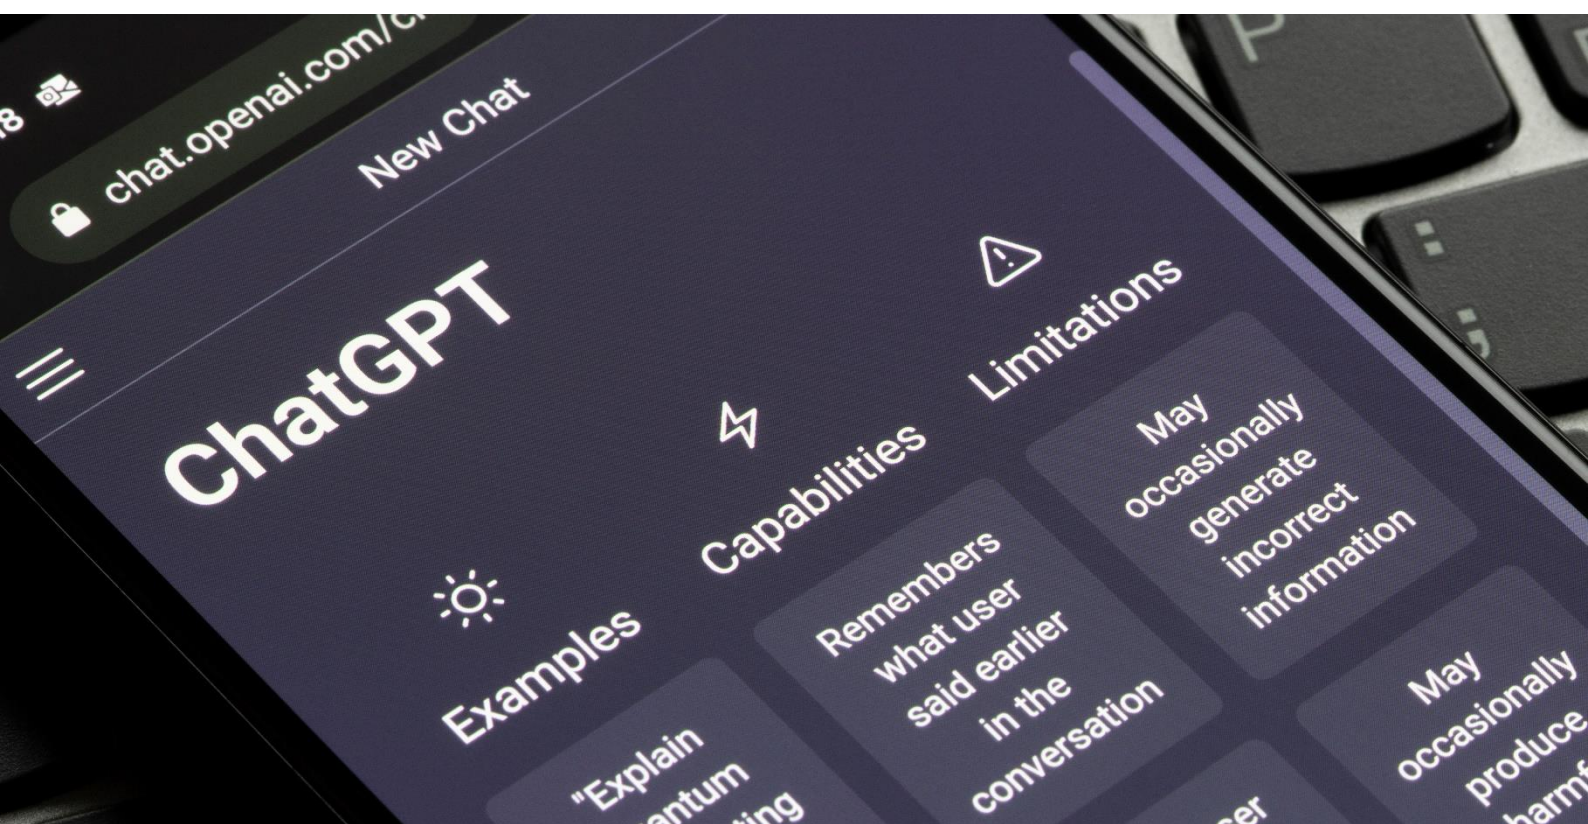 chat.openai.com/c
New Chat
ChatGPT
Examples
"Explain
Capabilities
Remembers
what user
said earlier
in the
conversation
Limitations
May
occasionally
generate
incorrect
information
May
occasionally
produce